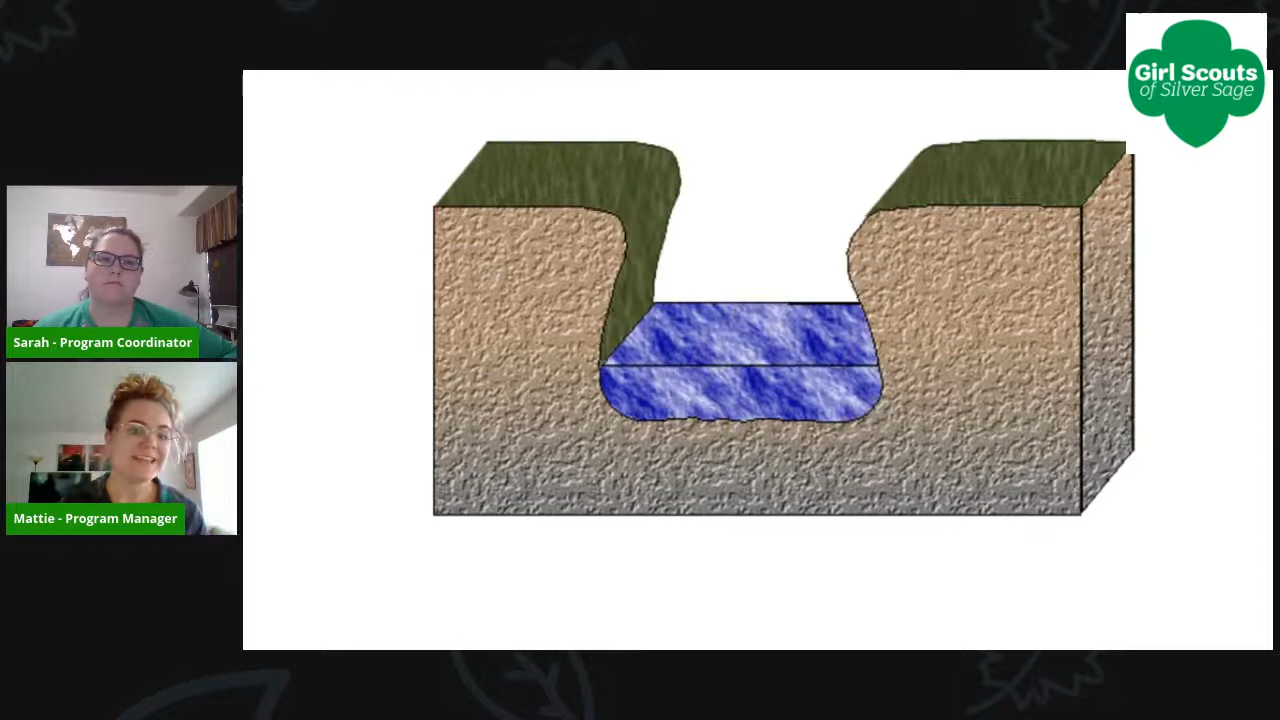 Girl Scouts
of Silver Sage
Sarah - Program Coordinator
Mattie - Program Manager